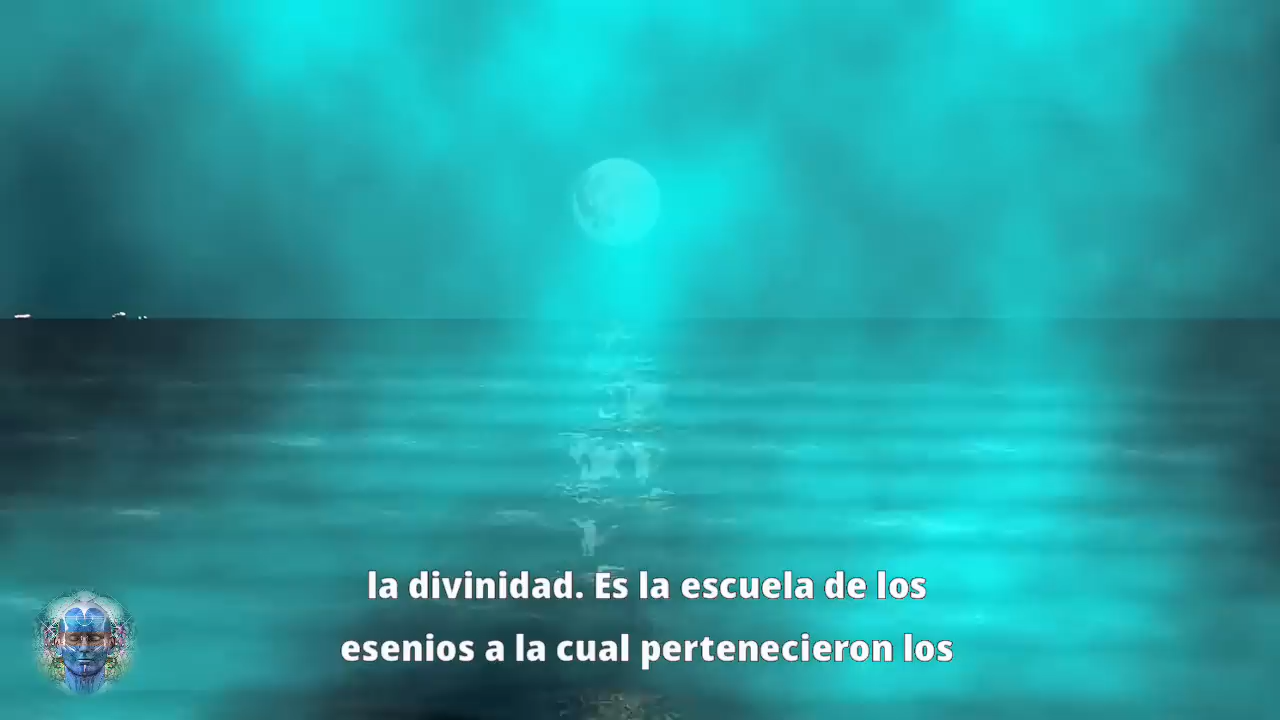 la divinidad. Es la escuela de los
esenios a la cual pertenecieron los